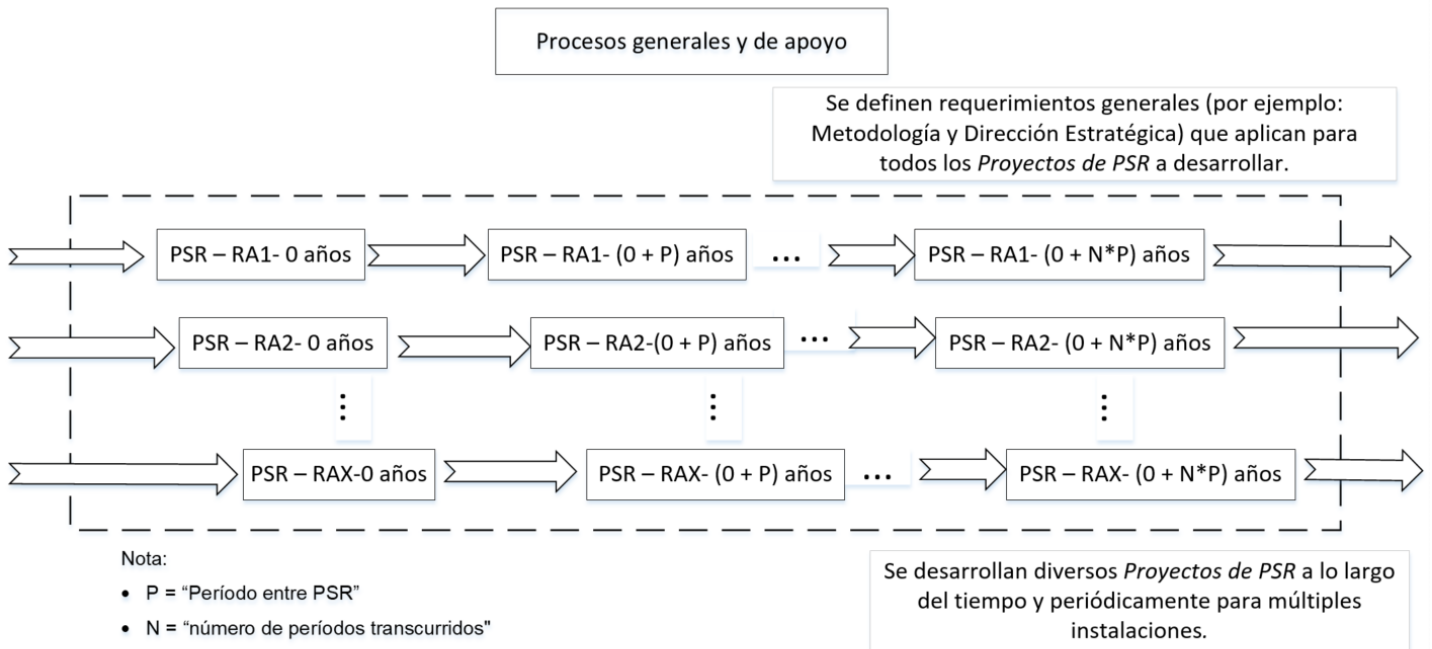 Procesos generales y de apoyo
Se definen requerimientos generales (por ejemplo:
Metodología y Dirección Estratégica) que aplican para
todos los Proyectos de PSR a desarrollar.
PSR – RA1- 0 años
PSR – RA1- (0 + P) años
...
PSR – RA1- (0 + N*P) años
PSR – RA2- 0 años
PSR – RA2-(0 + P) años
...
PSR – RA2- (0 + N*P) años
...
...
...
PSR – RAX-0 años
PSR – RAX- (0 + P) años
...
PSR – RAX- (0 + N*P) años
Nota:
• P = “Período entre PSR”
• N = “número de períodos transcurridos"
Se desarrollan diversos Proyectos de PSR a lo largo
del tiempo y periódicamente para múltiples
instalaciones.